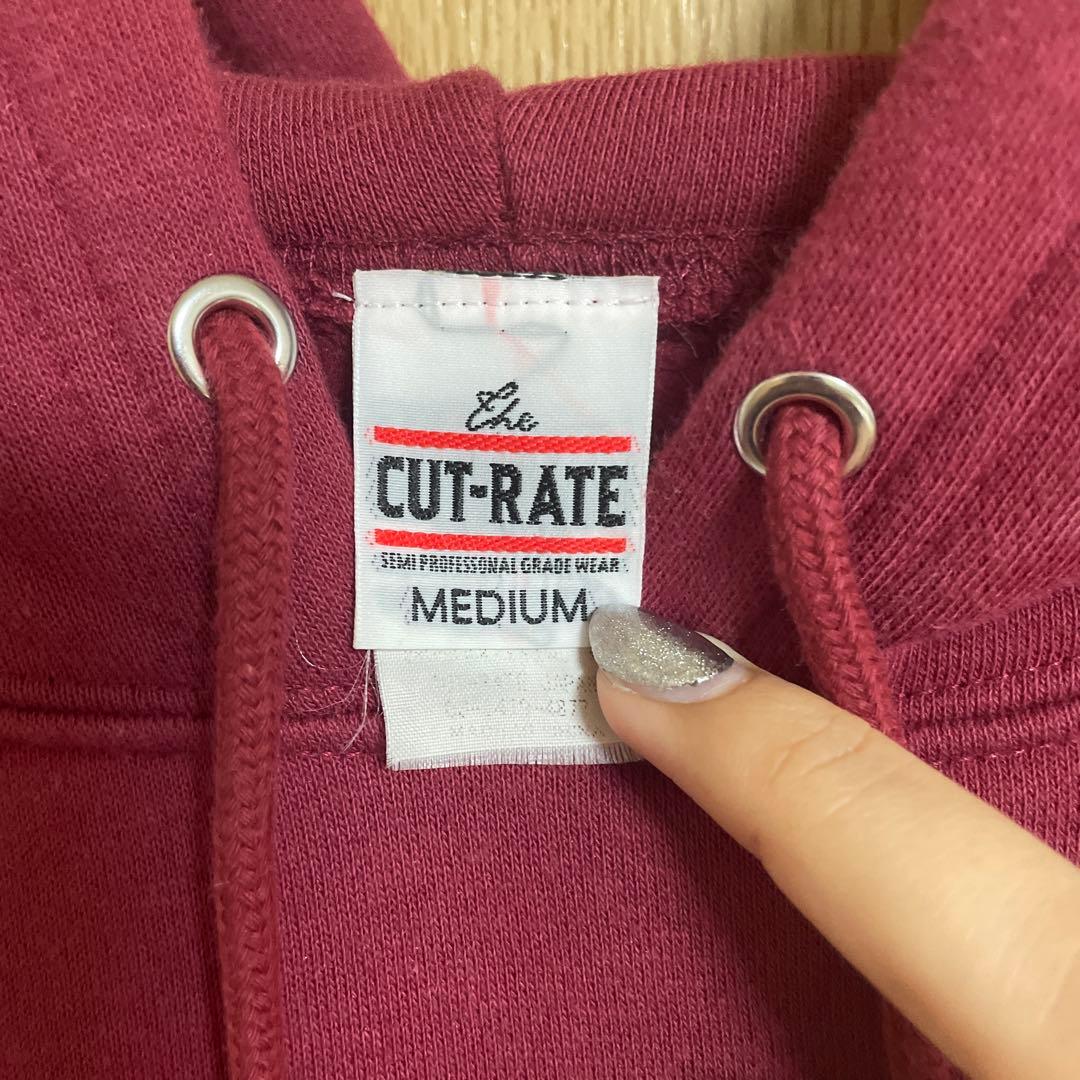 The
CUT-RATE
SEMI PROFESSIONAL GRADE WEAR
MEDIUM